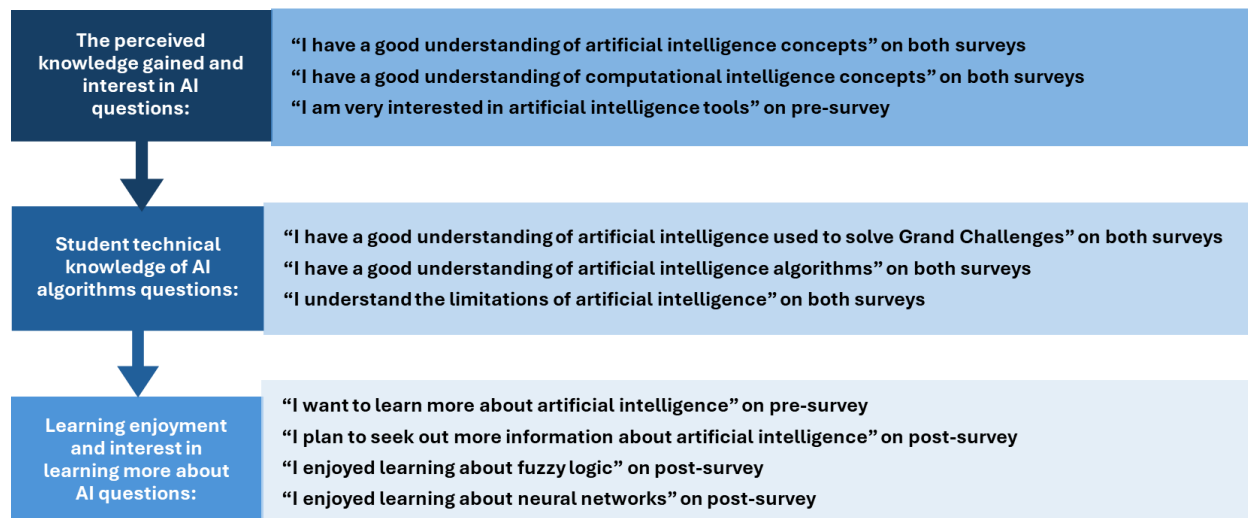 The perceived
knowledge gained and
interest in AI
questions:
“I have a good understanding of artificial intelligence concepts” on both surveys
“I have a good understanding of computational intelligence concepts” on both surveys
“I am very interested in artificial intelligence tools” on pre-survey
Student technical
knowledge of AI
algorithms questions:
“I have a good understanding of artificial intelligence used to solve Grand Challenges” on both surveys
“I have a good understanding of artificial intelligence algorithms” on both surveys
“I understand the limitations of artificial intelligence” on both surveys
Learning enjoyment
and interest in
learning more about
AI questions:
“I want to learn more about artificial intelligence” on pre-survey
“I plan to seek out more information about artificial intelligence” on post-survey
“I enjoyed learning about fuzzy logic” on post-survey
“I enjoyed learning about neural networks” on post-survey